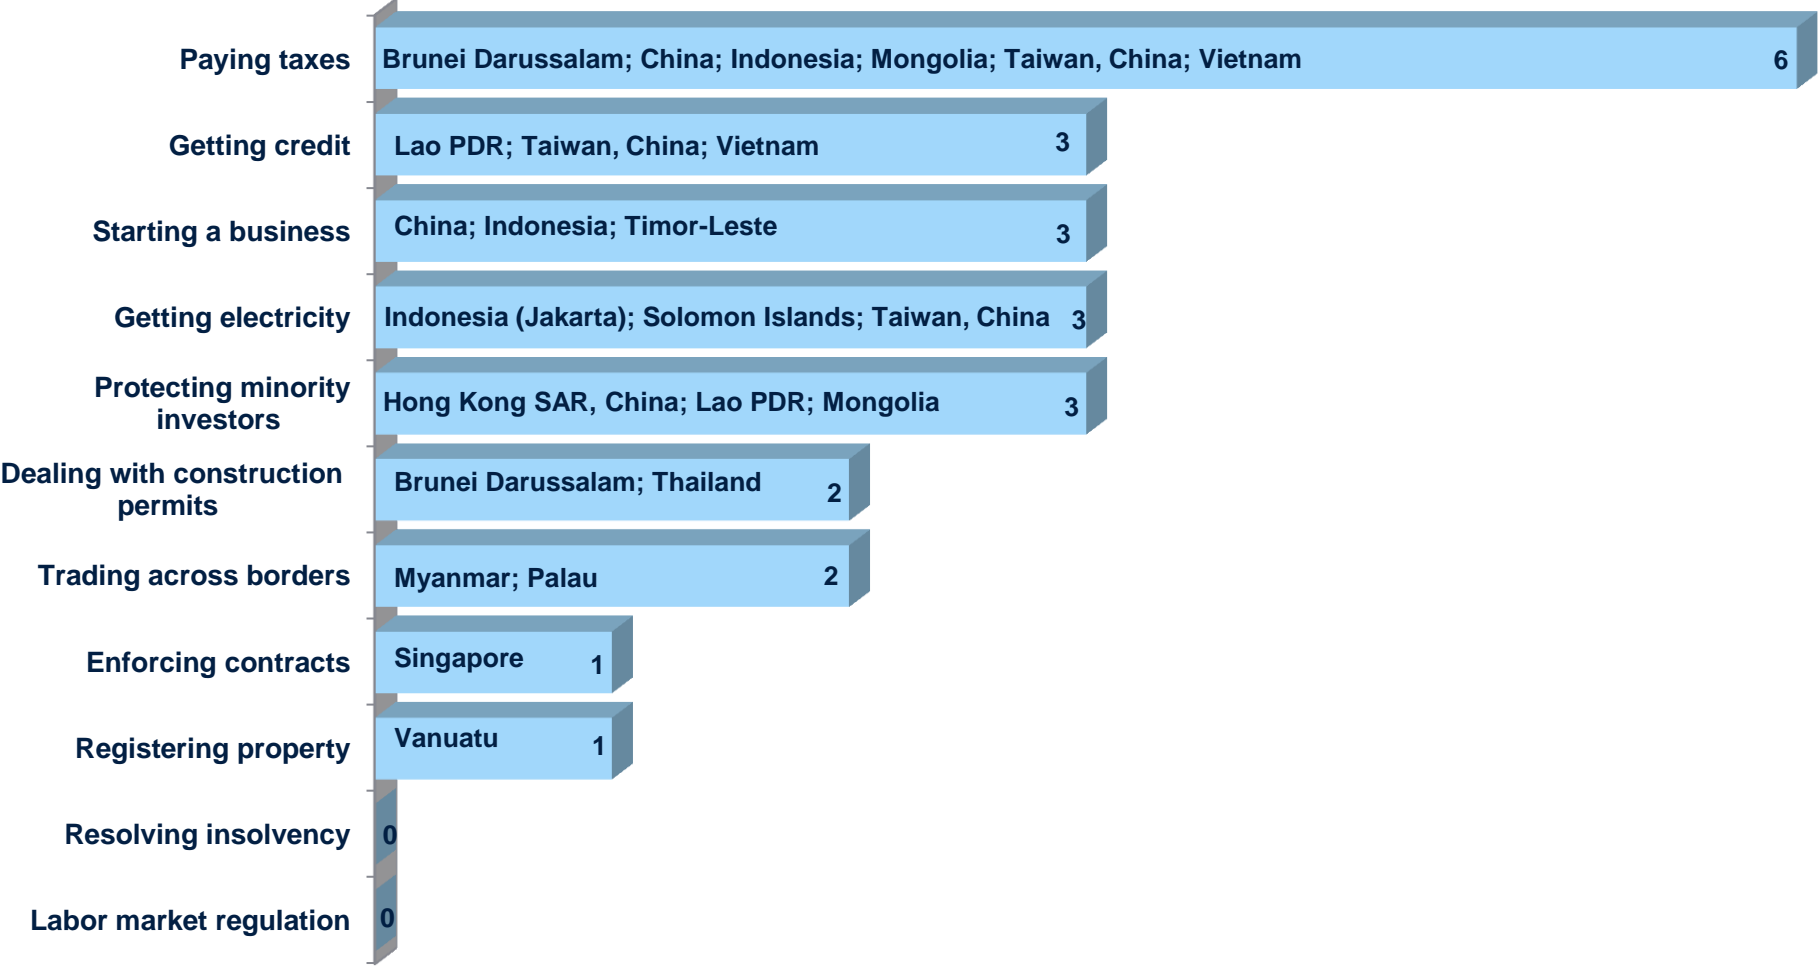 Paying taxes
Brunei Darussalam; China; Indonesia; Mongolia; Taiwan, China; Vietnam
6
Getting credit
Lao PDR; Taiwan, China; Vietnam
3
Starting a business
China; Indonesia; Timor-Leste
3
Getting electricity
Indonesia (Jakarta); Solomon Islands; Taiwan, China
3
Protecting minority
investors
Hong Kong SAR, China; Lao PDR; Mongolia
3
Dealing with construction
permits
Brunei Darussalam; Thailand
2
Trading across borders
Myanmar; Palau
2
Enforcing contracts
Singapore
1
Registering property
Vanuatu
1
Resolving insolvency
0
Labor market regulation
0